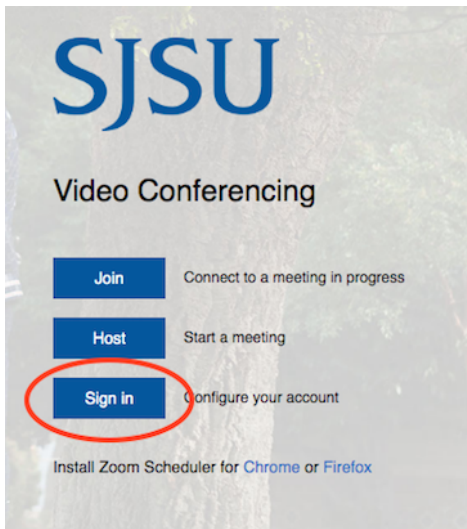 SJSU
Video Conferencing
Join Connect to a meeting in progress
Host Start a meeting
Sign in Configure your account
Install Zoom Scheduler for Chrome or Firefox